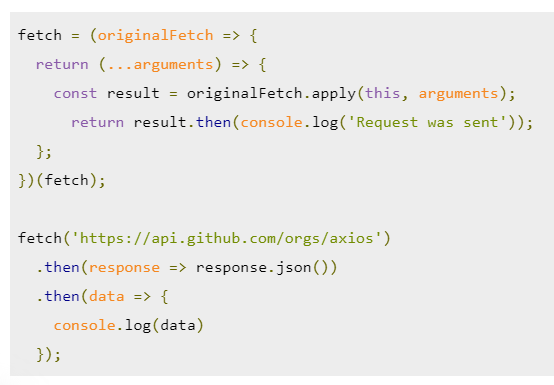 fetch = (originalFetch => {
  return (...arguments) => {
    const result = originalFetch.apply(this, arguments);
      return result.then(console.log('Request was sent'));
  };
})(fetch);

fetch('https://api.github.com/orgs/axios')
  .then(response => response.json())
  .then(data => {
    console.log(data)
  });